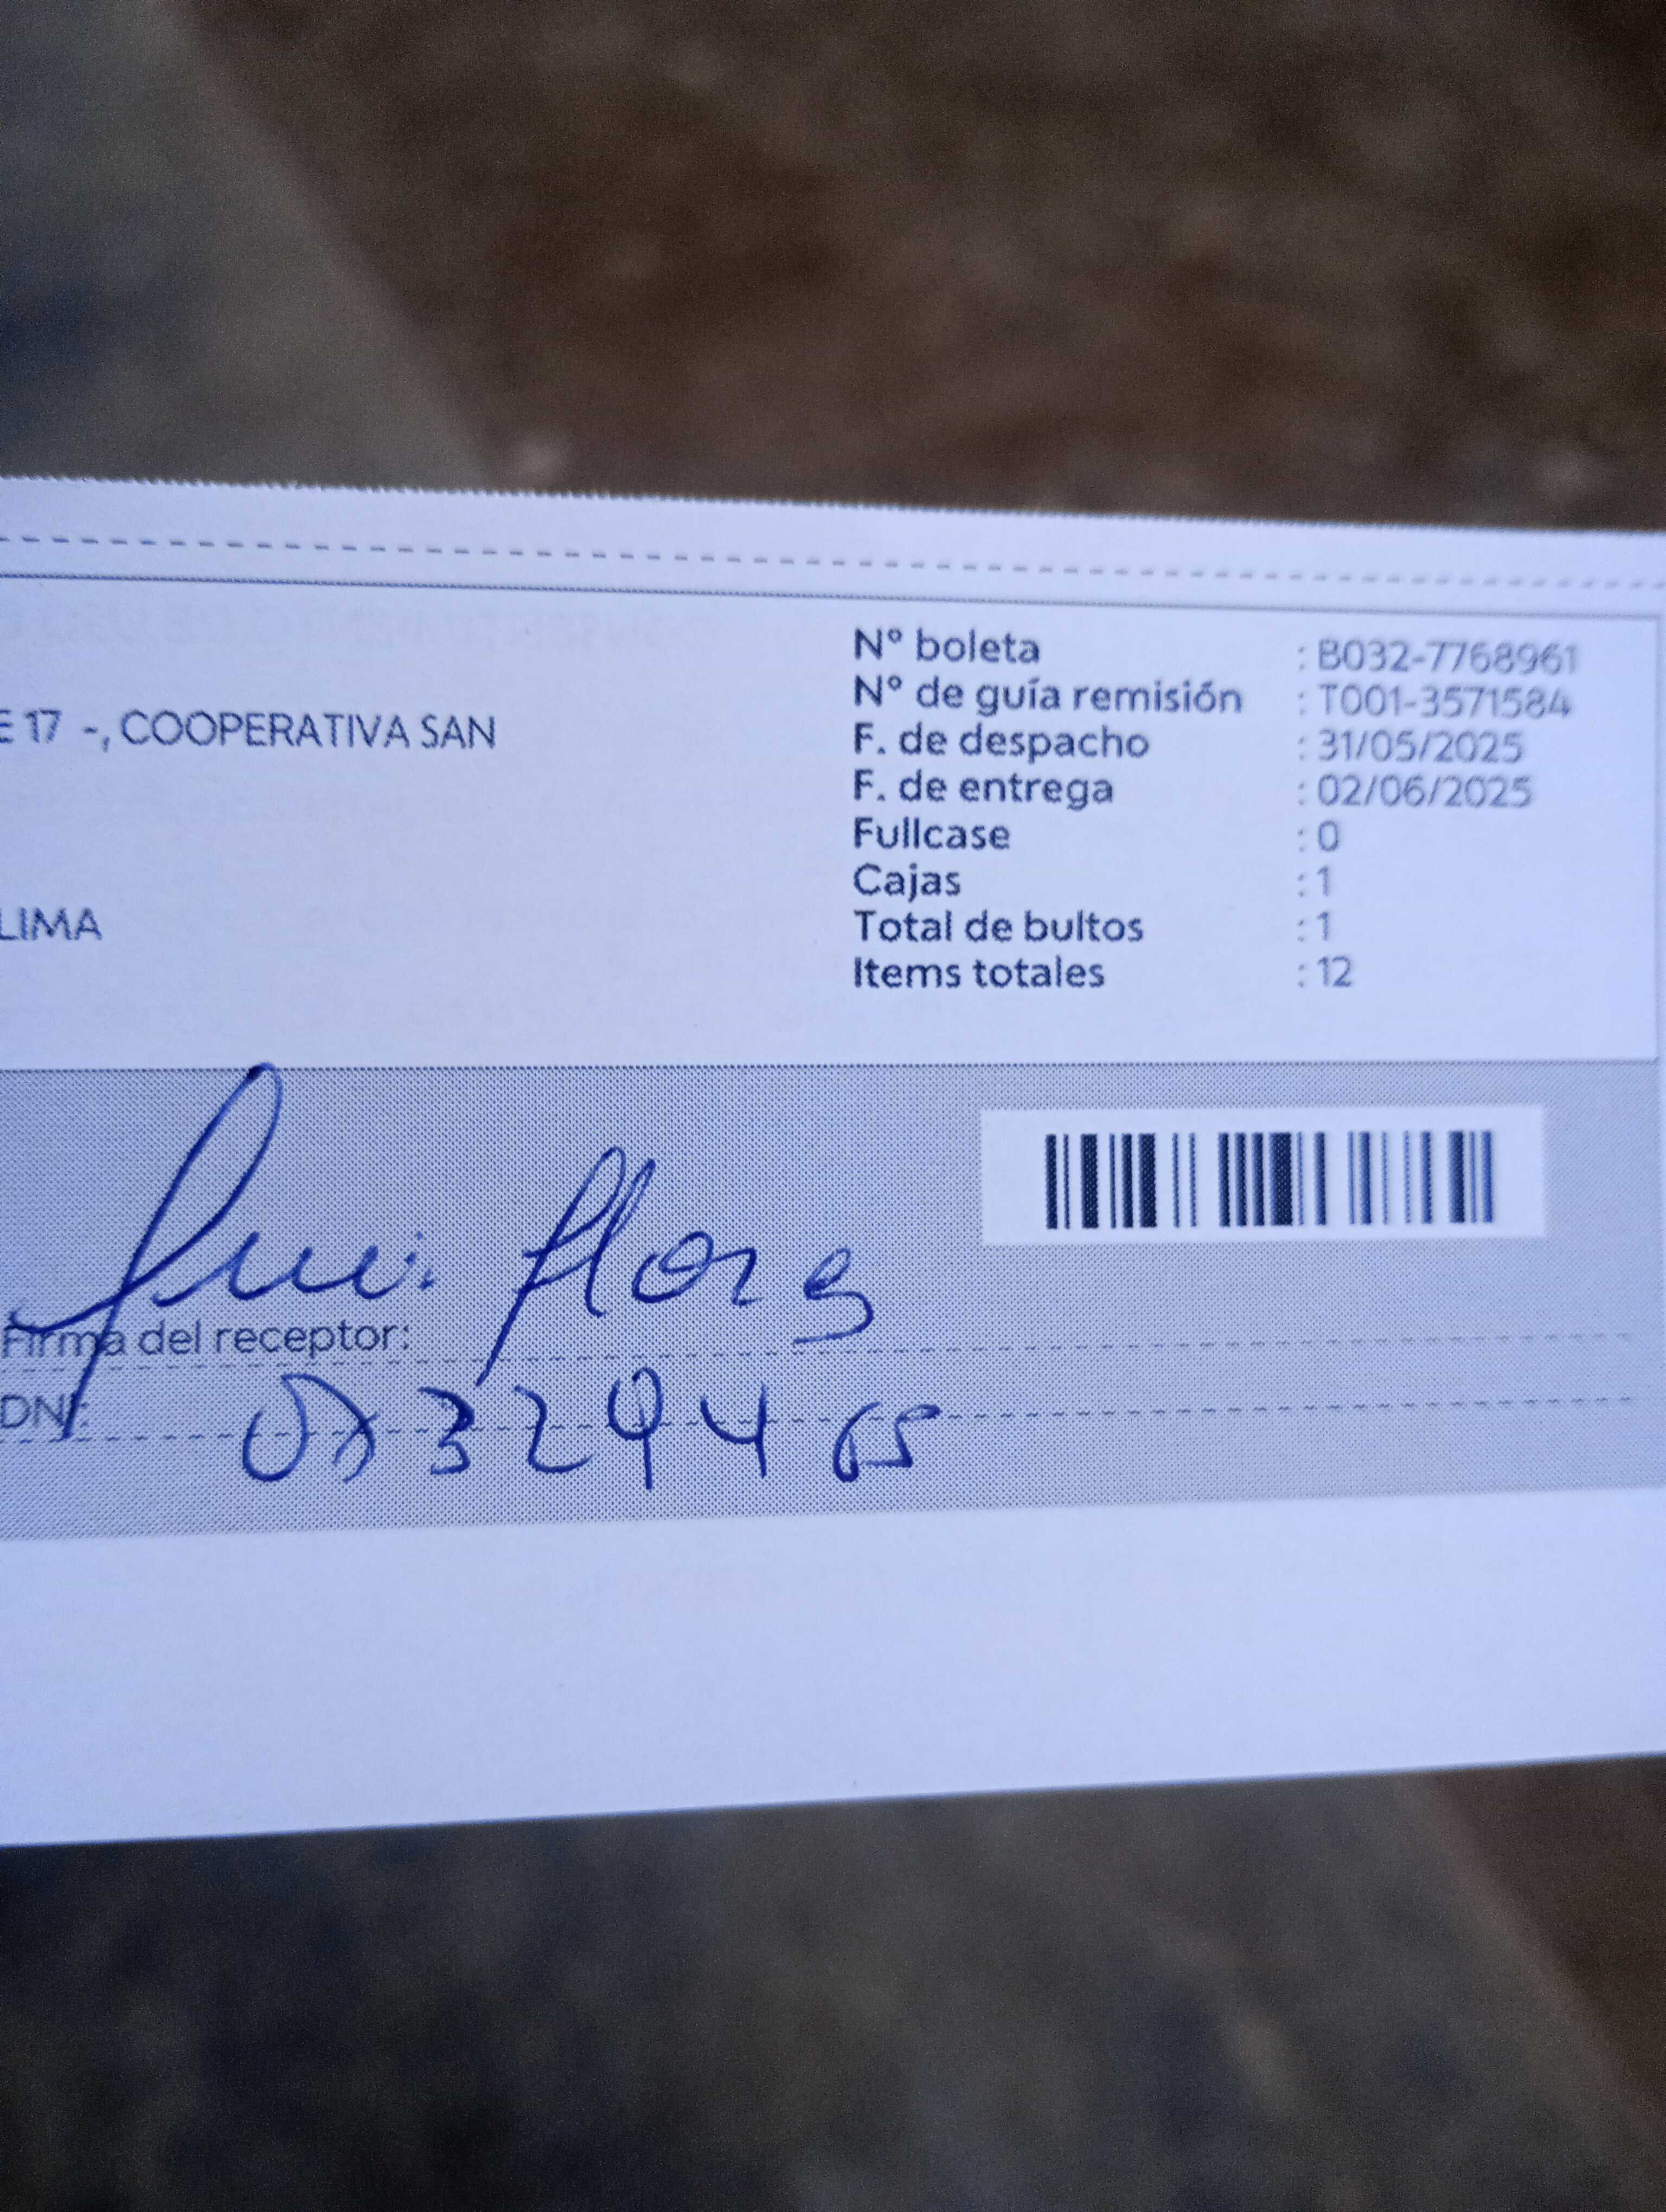 E 17 -, COOPERATIVA SAN
LIMA
N° boleta : B032-7768961
N° de guía remisión : T001-3571584
F. de despacho : 31/05/2025
F. de entrega : 02/06/2025
Fullcase : 0
Cajas : 1
Total de bultos : 1
Items totales : 12
Flores
Firma del receptor:
DNI: